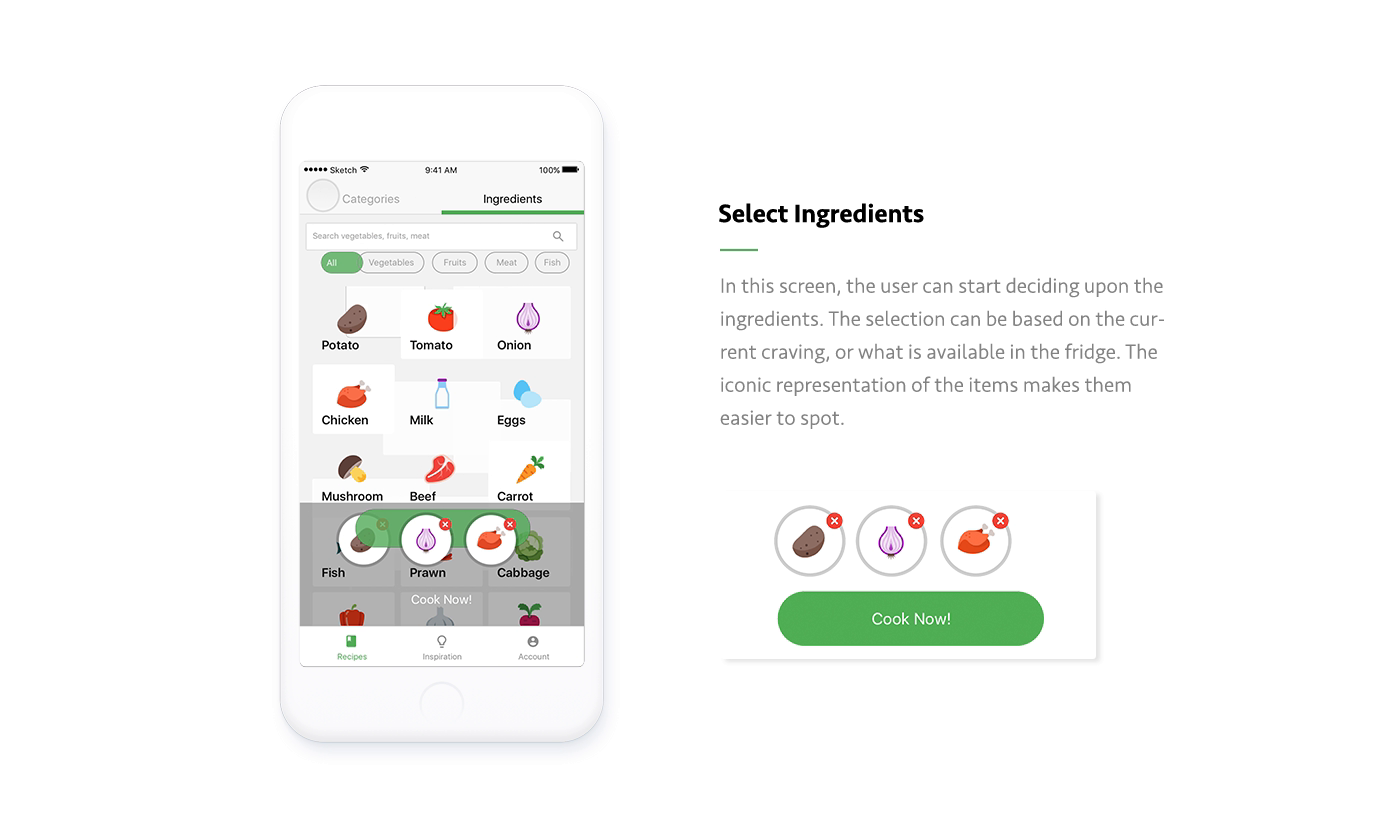 Sketch 9:41 AM 100%
Categories Ingredients
Search vegetables, fruits, meat
All Vegetables Fruits Meat Fish
Potato Tomato Onion
Chicken Milk Eggs
Mushroom Beef Carrot
Fish Prawn Cabbage
Cook Now!
Recipes Inspiration Account
Select Ingredients
In this screen, the user can start deciding upon the
ingredients. The selection can be based on the cur-
rent craving, or what is available in the fridge. The
iconic representation of the items makes them
easier to spot.
Cook Now!